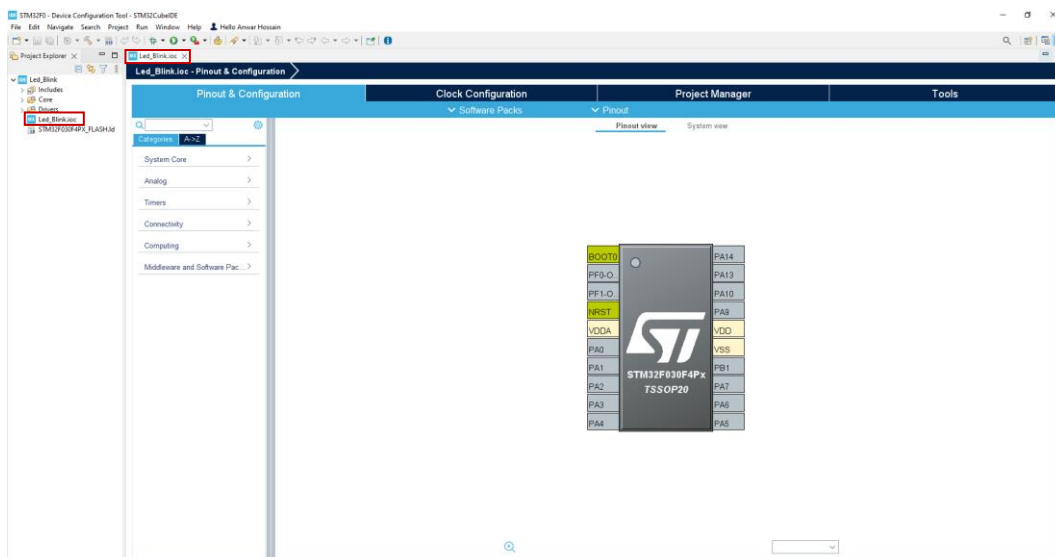 STM32F0 - Device Configuration Tool - STM32CubeIDE
File Edit Navigate Search Project Run Window Help Hello Anwar Hossain
Project Explorer
Led_Blink.ioc
Led_Blink
Includes
Core
Drivers
Led_Blink.ioc
STM32F030F4PX_FLASH.ld
Led_Blink.ioc - Pinout & Configuration
Pinout & Configuration Clock Configuration Project Manager Tools
Software Packs Pinout
Pinout view System view
Categories A->Z
System Core
Analog
Timers
Connectivity
Computing
Middleware and Software Pac...
BOOT0 PA14
PF0-O.. PA13
PF1-O.. PA10
NRST PA9
VDDA VDD
PA0 VSS
PA1 PB1
PA2 PA7
PA3 PA6
PA4 PA5
STM32F030F4Px
TSSOP20